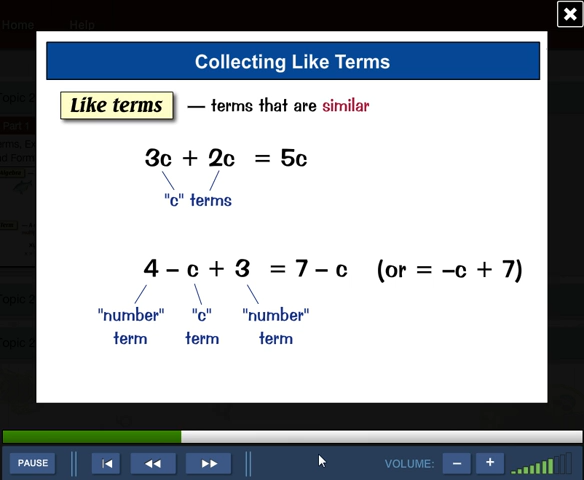 Home Help
Collecting Like Terms
Like terms — terms that are similar
3c + 2c = 5c
"c" terms
4 – c + 3 = 7 – c (or = –c + 7)
"number" term "c" term "number" term
PAUSE VOLUME: – +